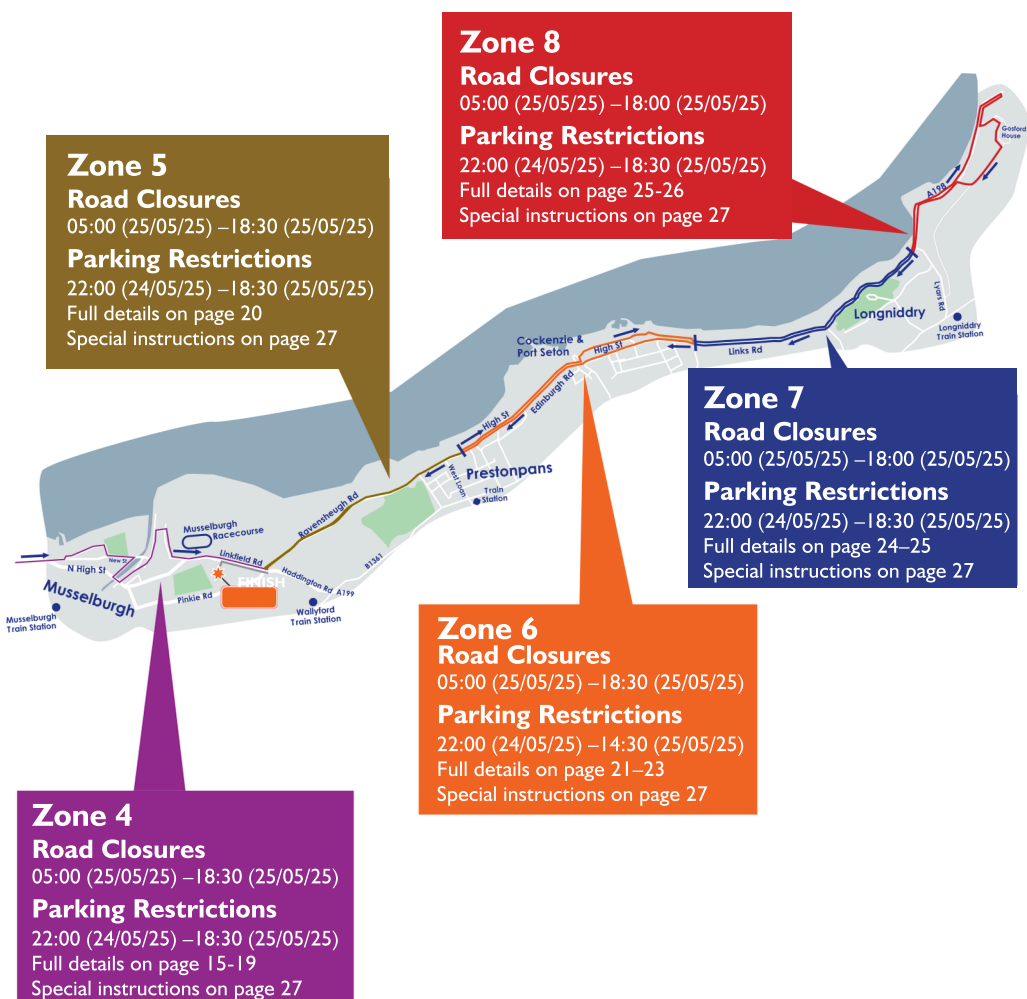 Zone 8
Road Closures
05:00 (25/05/25) –18:00 (25/05/25)
Parking Restrictions
22:00 (24/05/25) –18:30 (25/05/25)
Full details on page 25-26
Special instructions on page 27
Zone 5
Road Closures
05:00 (25/05/25) –18:30 (25/05/25)
Parking Restrictions
22:00 (24/05/25) –18:30 (25/05/25)
Full details on page 20
Special instructions on page 27
Gosford
House
A198
Lyars Rd
Longniddry
Longniddry
Train Station
Links Rd
Cockenzie &
Port Seton
High St
Edinburgh Rd
High St
Prestonpans
West Loan
Train
Station
Ravensheugh Rd
B1361
Musselburgh
Racecourse
Linkfield Rd
Haddington Rd A199
N High St
New St
Musselburgh
Pinkie Rd
FINISH
Musselburgh
Train Station
Wallyford
Train Station
Zone 7
Road Closures
05:00 (25/05/25) –18:00 (25/05/25)
Parking Restrictions
22:00 (24/05/25) –18:30 (25/05/25)
Full details on page 24–25
Special instructions on page 27
Zone 6
Road Closures
05:00 (25/05/25) –18:30 (25/05/25)
Parking Restrictions
22:00 (24/05/25) –14:30 (25/05/25)
Full details on page 21–23
Special instructions on page 27
Zone 4
Road Closures
05:00 (25/05/25) –18:30 (25/05/25)
Parking Restrictions
22:00 (24/05/25) –18:30 (25/05/25)
Full details on page 15-19
Special instructions on page 27